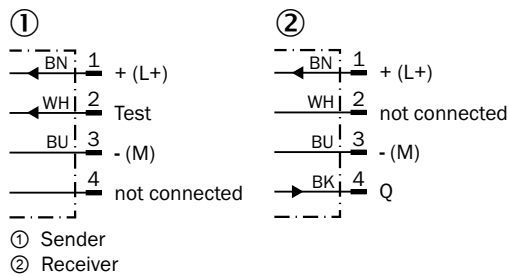 ①
BN 1 + (L+)
WH 2 Test
BU 3 - (M)
4 not connected
②
BN 1 + (L+)
WH 2 not connected
BU 3 - (M)
BK 4 Q
① Sender
② Receiver